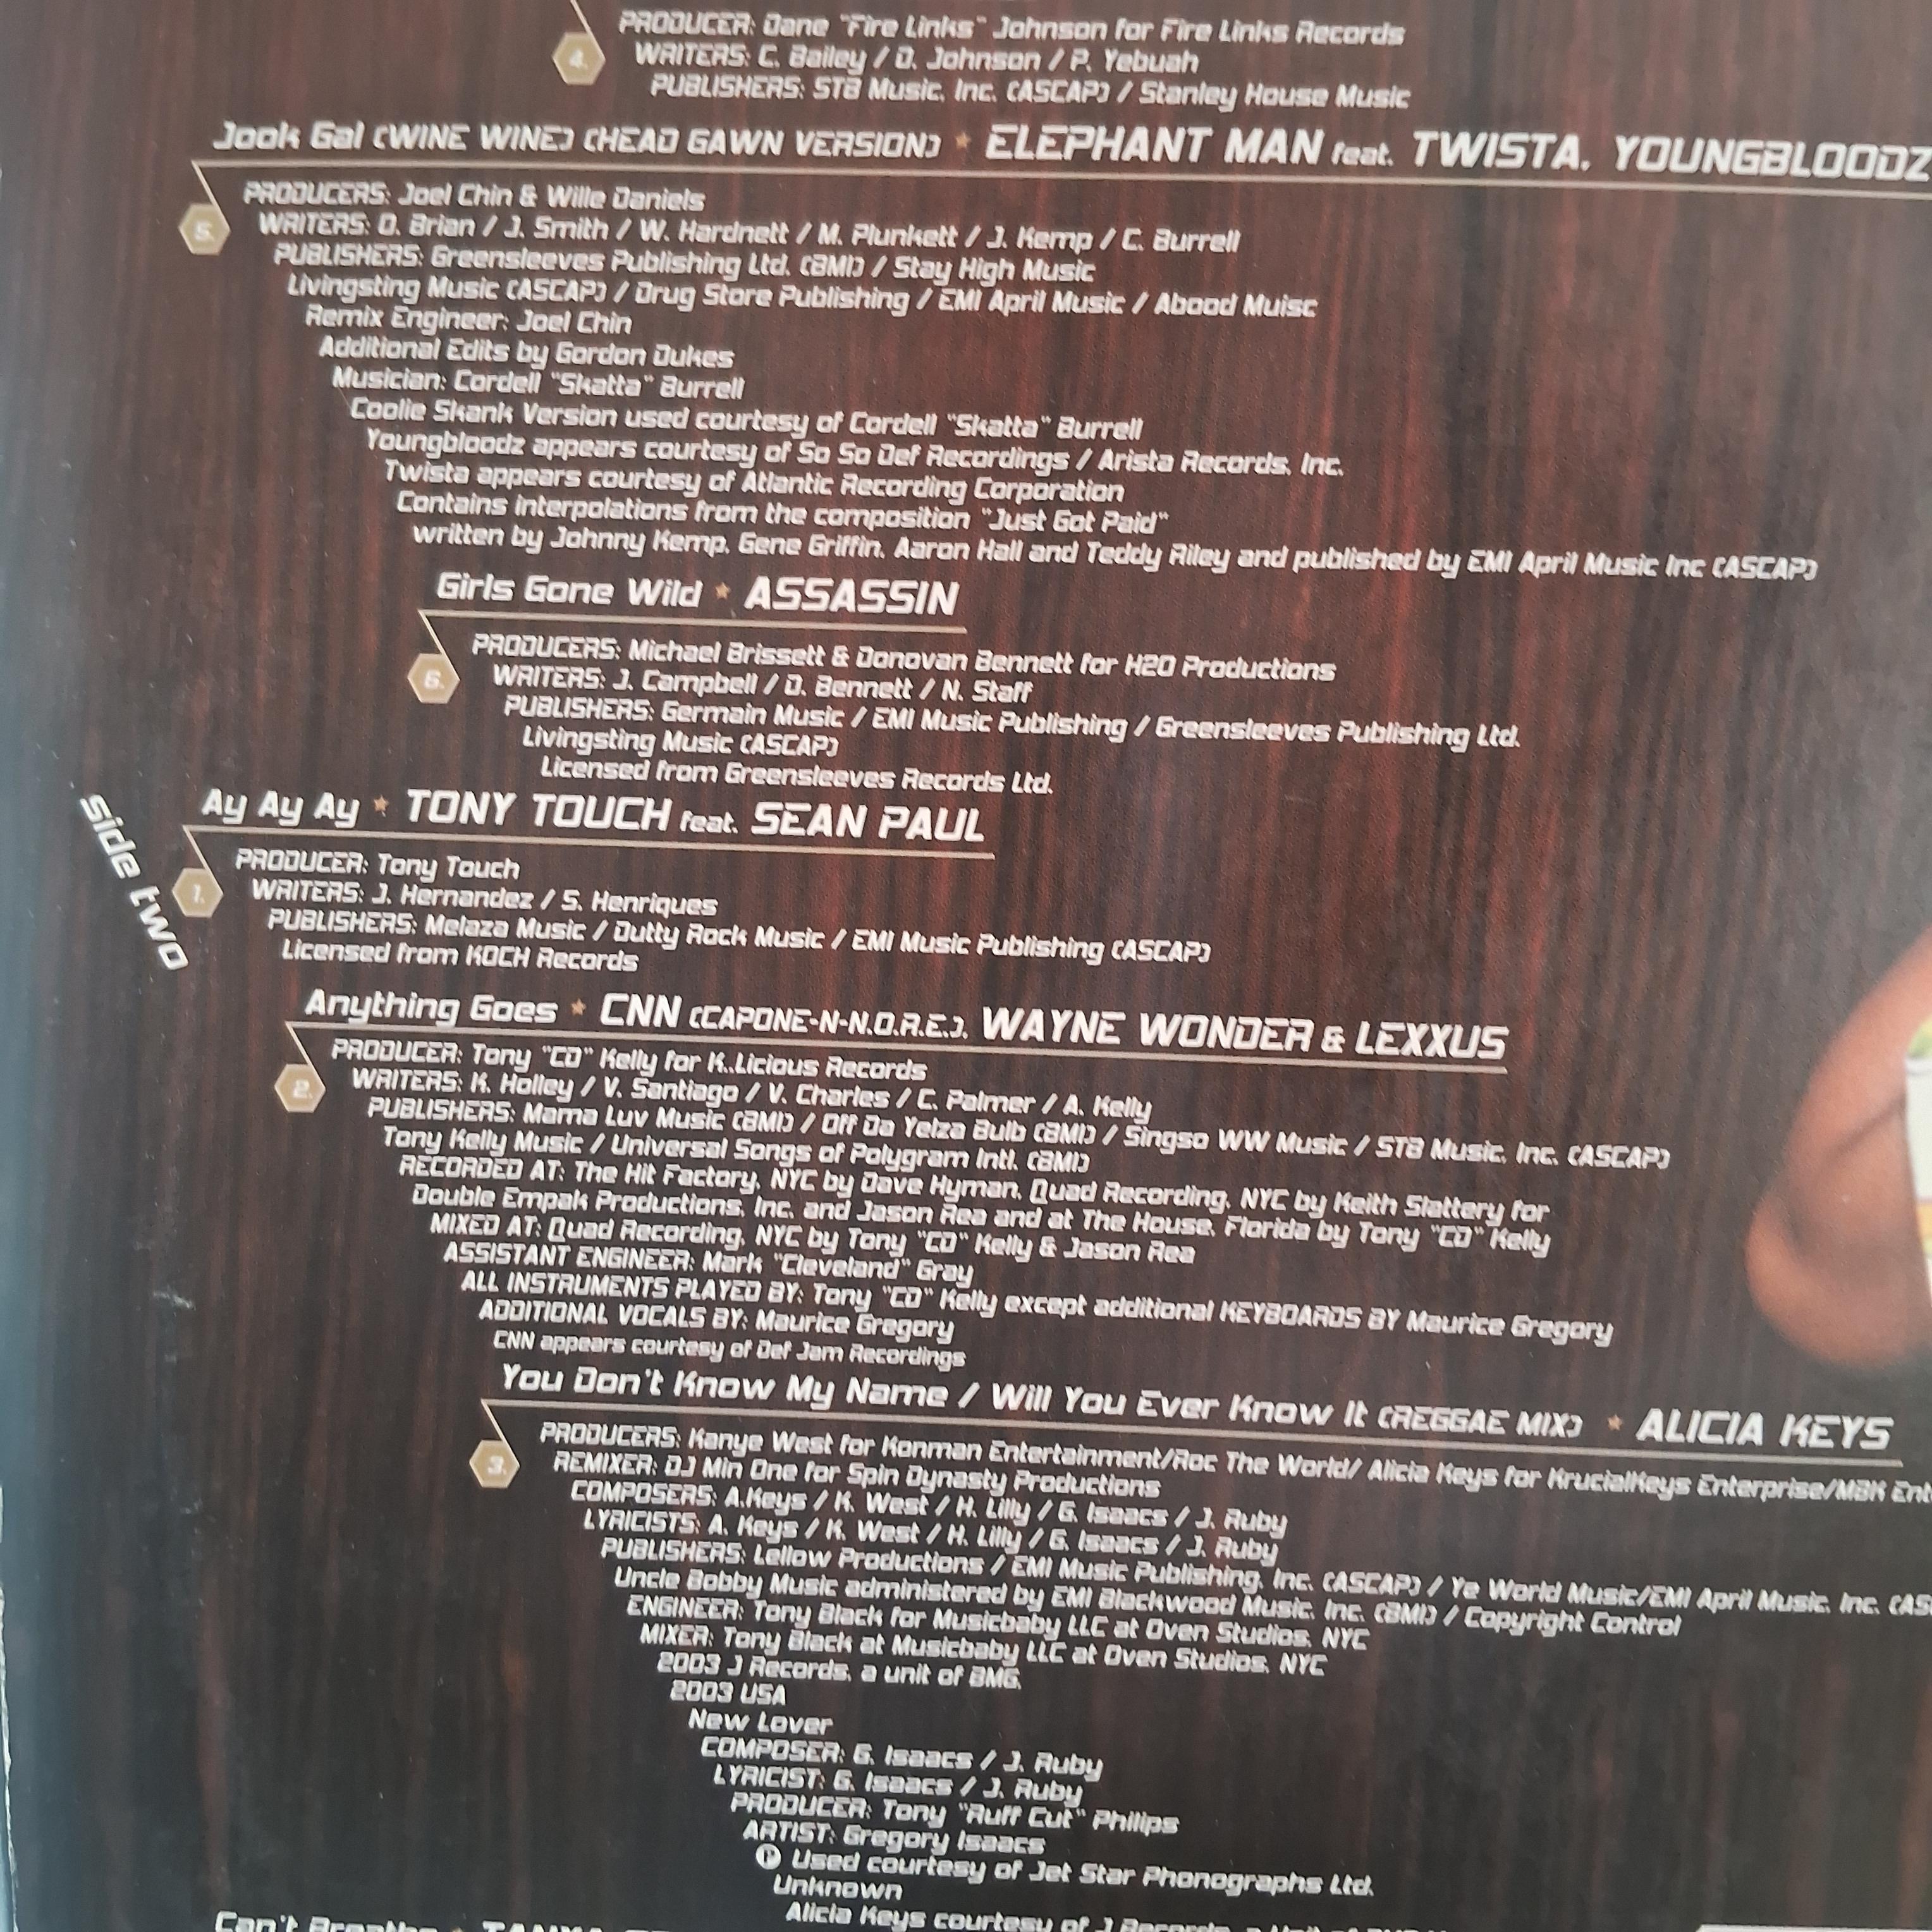 PRODUCER: Dane "Fire Links" Johnson for Fire Links Records
4. WRITERS: C. Bailey / D. Johnson / P. Yebuah
PUBLISHERS: STB Music, Inc. (ASCAP) / Stanley House Music
Jook Gal (WINE WINE) (HEAD GAWN VERSION) ★ ELEPHANT MAN feat. TWISTA, YOUNGBLOODZ
PRODUCERS: Joel Chin & Wille Daniels
5. WRITERS: O. Brian / J. Smith / W. Hardnett / M. Plunkett / J. Kemp / C. Burrell
PUBLISHERS: Greensleeves Publishing Ltd. (BMI) / Stay High Music
Livingsting Music (ASCAP) / Drug Store Publishing / EMI April Music / Abood Muisc
Remix Engineer: Joel Chin
Additional Edits by Gordon Dukes
Musician: Cordell "Skatta" Burrell
Coolie Skank Version used courtesy of Cordell "Skatta" Burrell
Youngbloodz appears courtesy of So So Def Recordings / Arista Records, Inc.
Twista appears courtesy of Atlantic Recording Corporation
Contains interpolations from the composition "Just Got Paid"
written by Johnny Kemp, Gene Griffin, Aaron Hall and Teddy Riley and published by EMI April Music Inc (ASCAP)
Girls Gone Wild ★ ASSASSIN
PRODUCERS: Michael Brissett & Donovan Bennett for H2O Productions
6. WRITERS: J. Campbell / D. Bennett / N. Staff
PUBLISHERS: Germain Music / EMI Music Publishing / Greensleeves Publishing Ltd.
Livingsting Music (ASCAP)
Licensed from Greensleeves Records Ltd.
side two
Ay Ay Ay ★ TONY TOUCH feat. SEAN PAUL
PRODUCER: Tony Touch
1. WRITERS: J. Hernandez / S. Henriques
PUBLISHERS: Melaza Music / Dutty Rock Music / EMI Music Publishing (ASCAP)
Licensed from KOCH Records
Anything Goes ★ CNN (CAPONE-N-N.O.R.E.), WAYNE WONDER & LEXXUS
PRODUCER: Tony "CD" Kelly for K..Licious Records
2. WRITERS: K. Holley / V. Santiago / V. Charles / C. Palmer / A. Kelly
PUBLISHERS: Mama Luv Music (BMI) / Off Da Yelza Bulb (BMI) / Singso WW Music / STB Music, Inc. (ASCAP)
Tony Kelly Music / Universal Songs of Polygram Intl. (BMI)
RECORDED AT: The Hit Factory, NYC by Dave Hyman, Quad Recording, NYC by Keith Slattery for
Double Empak Productions, Inc. and Jason Rea and at The House, Florida by Tony "CD" Kelly
MIXED AT: Quad Recording, NYC by Tony "CD" Kelly & Jason Rea
ASSISTANT ENGINEER: Mark "Cleveland" Gray
ALL INSTRUMENTS PLAYED BY: Tony "CD" Kelly except additional KEYBOARDS BY Maurice Gregory
ADDITIONAL VOCALS BY: Maurice Gregory
CNN appears courtesy of Def Jam Recordings
You Don't Know My Name / Will You Ever Know It (REGGAE MIX) ★ ALICIA KEYS
PRODUCERS: Kanye West for Konman Entertainment/Roc The World/ Alicia Keys for KrucialKeys Enterprise/MBK Ent
3. REMIXER: DJ Min One for Spin Dynasty Productions
COMPOSERS: A.Keys / K. West / H. Lilly / G. Isaacs / J. Ruby
LYRICISTS: A. Keys / K. West / H. Lilly / G. Isaacs / J. Ruby
PUBLISHERS: Lellow Productions / EMI Music Publishing, Inc. (ASCAP) / Ye World Music/EMI April Music, Inc. (AS
Uncle Bobby Music administered by EMI Blackwood Music, Inc. (BMI) / Copyright Control
ENGINEER: Tony Black for Musicbaby LLC at Oven Studios, NYC
MIXER: Tony Black at Musicbaby LLC at Oven Studios, NYC
2003 J Records, a unit of BMG.
2003 USA
New Lover
COMPOSER: G. Isaacs / J. Ruby
LYRICIST: G. Isaacs / J. Ruby
PRODUCER: Tony "Ruff Cut" Philips
ARTIST: Gregory Isaacs
℗ Used courtesy of Jet Star Phonographs Ltd.
Unknown
Alicia Keys courtesy of J Records, a Unit of
Can't Breathe ★ TANYA